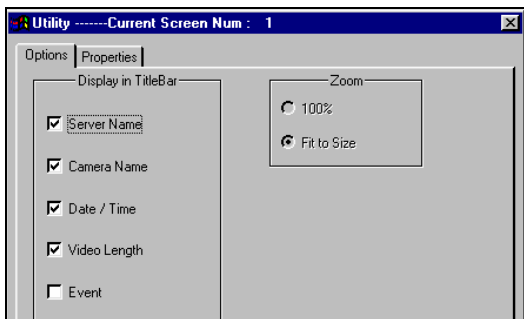 Utility -------Current Screen Num : 1
Options Properties
Display in TitleBar
Server Name
Camera Name
Date / Time
Video Length
Event
Zoom
100%
Fit to Size